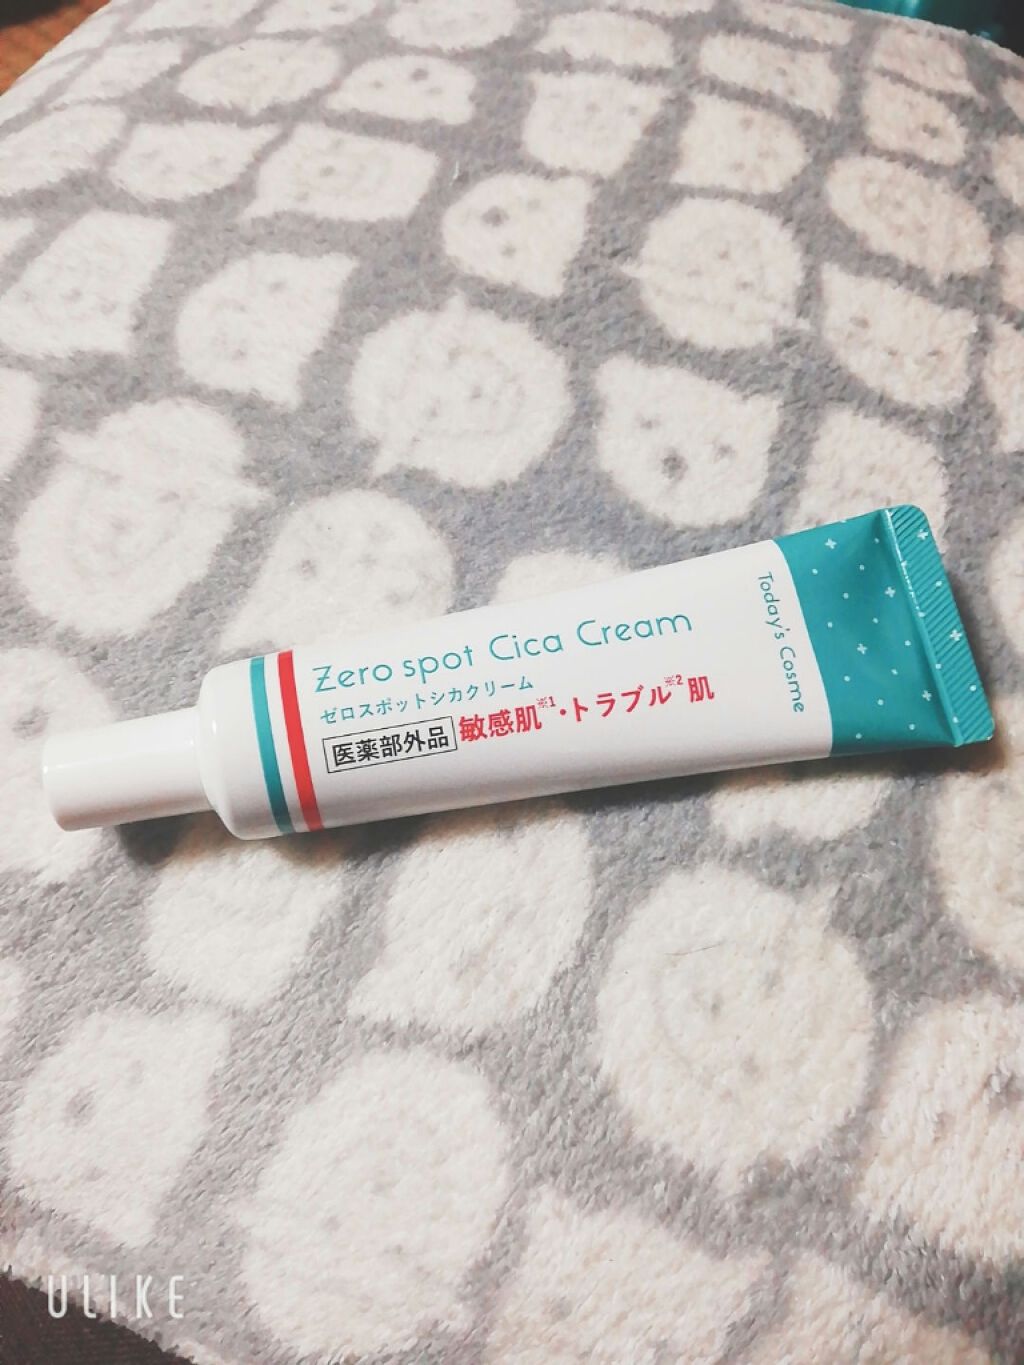 Zero spot Cica Cream
ゼロスポットシカクリーム
医薬部外品 敏感肌※1・トラブル※2肌
Today's Cosme
ULIKE